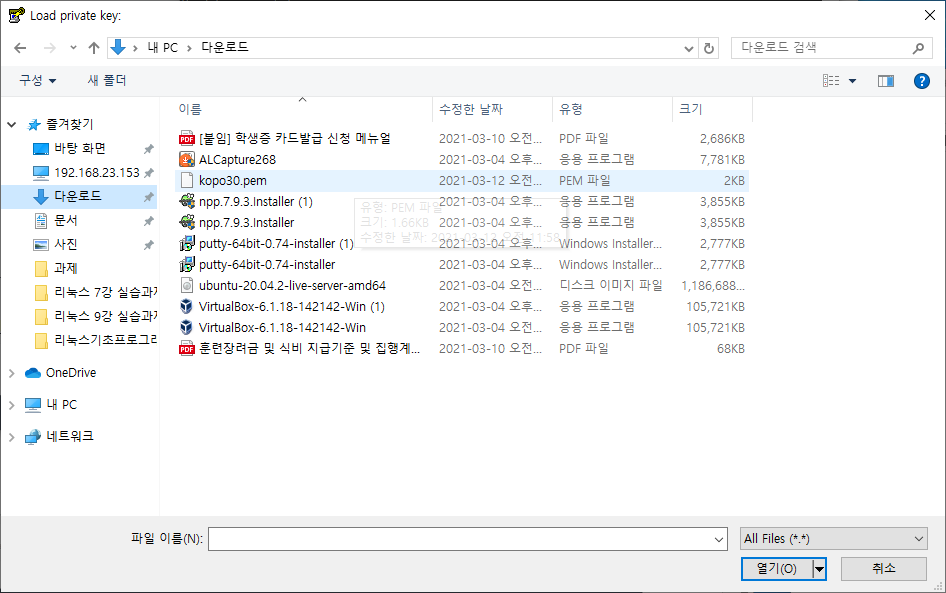 Load private key:
내 PC 다운로드
다운로드 검색
구성 새 폴더
이름 수정한 날짜 유형 크기
[붙임] 학생증 카드발급 신청 메뉴얼 2021-03-10 오전... PDF 파일 2,686KB
ALCapture268 2021-03-04 오후... 응용 프로그램 7,781KB
kopo30.pem 2021-03-12 오전... PEM 파일 2KB
npp.7.9.3.Installer (1) 2021-03-04 오후... 응용 프로그램 3,855KB
npp.7.9.3.Installer 2021-03-04 오후... 응용 프로그램 3,855KB
putty-64bit-0.74-installer (1) 2021-03-04 오후... Windows Installer... 2,777KB
putty-64bit-0.74-installer 2021-03-04 오후... Windows Installer... 2,777KB
ubuntu-20.04.2-live-server-amd64 2021-03-04 오후... 디스크 이미지 파일 1,186,688...
VirtualBox-6.1.18-142142-Win (1) 2021-03-04 오후... 응용 프로그램 105,721KB
VirtualBox-6.1.18-142142-Win 2021-03-04 오후... 응용 프로그램 105,721KB
훈련장려금 및 식비 지급기준 및 집행계... 2021-03-10 오전... PDF 파일 68KB
유형: PEM 파일
크기: 1.66KB
수정한 날짜: 2021-03-12 오전 11:58
즐겨찾기
바탕 화면
192.168.23.153
다운로드
문서
사진
과제
리눅스 7강 실습과제
리눅스 9강 실습과제
리눅스기초프로그래
OneDrive
내 PC
네트워크
파일 이름(N):
All Files (*.*)
열기(O) 취소